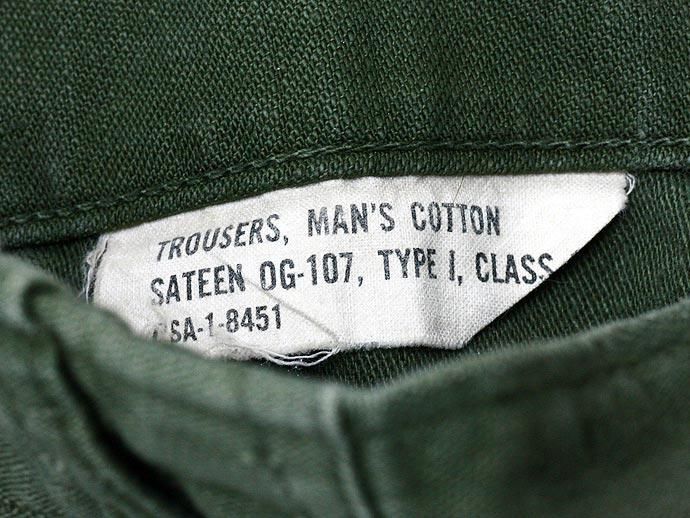 TROUSERS, MAN'S COTTON
SATEEN OG-107, TYPE I, CLASS
SA-1-8451